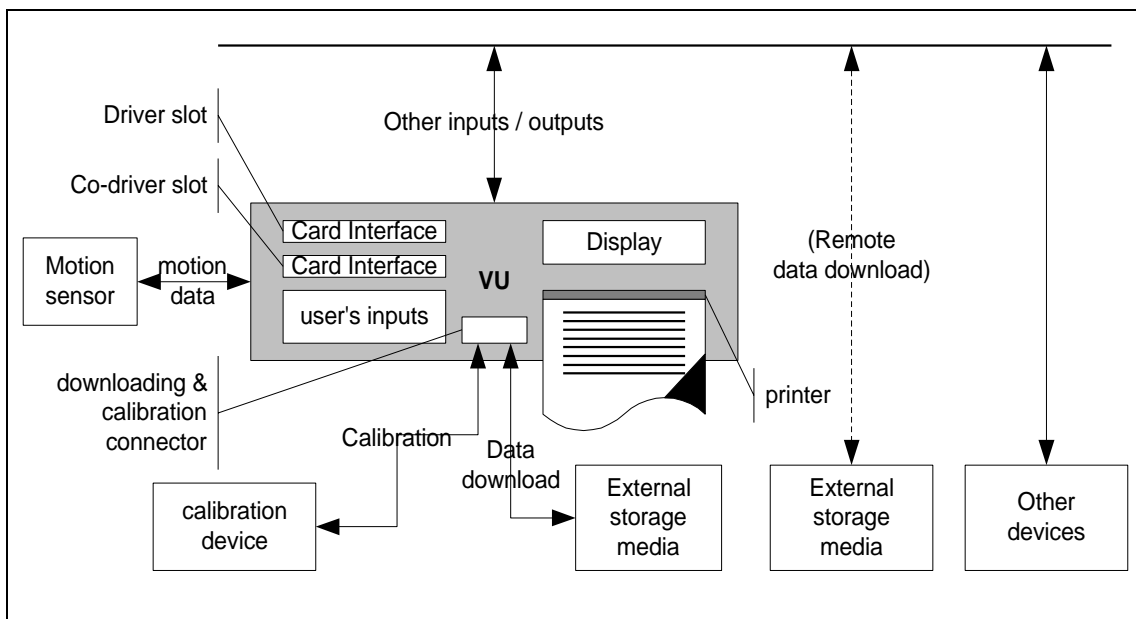 Driver slot
Other inputs / outputs
Co-driver slot
Card Interface
Card Interface
Display
(Remote
data download)
Motion
sensor
motion
data
VU
user's inputs
downloading &
calibration
connector
printer
Calibration
Data
download
calibration
device
External
storage
media
External
storage
media
Other
devices